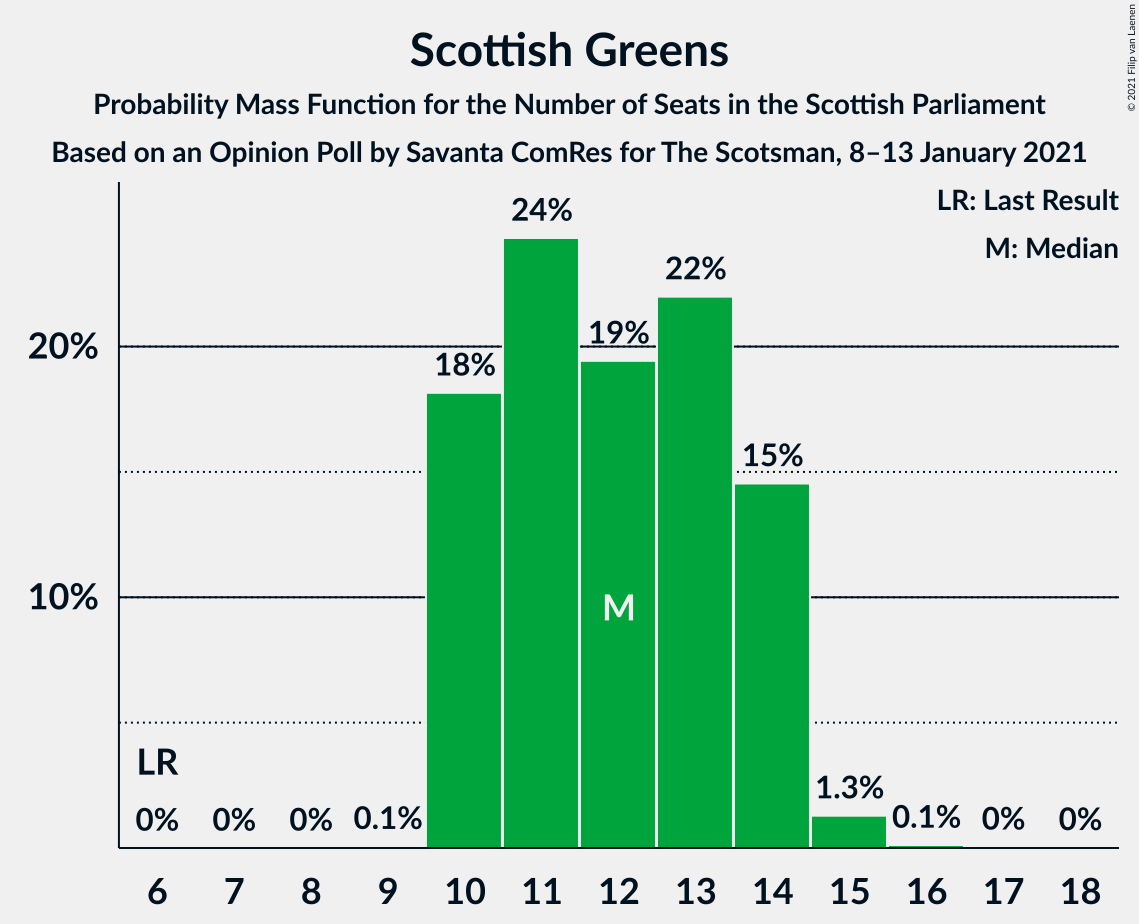 Scottish Greens
Probability Mass Function for the Number of Seats in the Scottish Parliament
Based on an Opinion Poll by Savanta ComRes for The Scotsman, 8–13 January 2021
© 2021 Filip van Laenen
LR: Last Result
M: Median
20%
10%
24%
22%
19%
18%
15%
M
LR
0% 0% 0% 0.1% 1.3% 0.1% 0% 0%
6 7 8 9 10 11 12 13 14 15 16 17 18